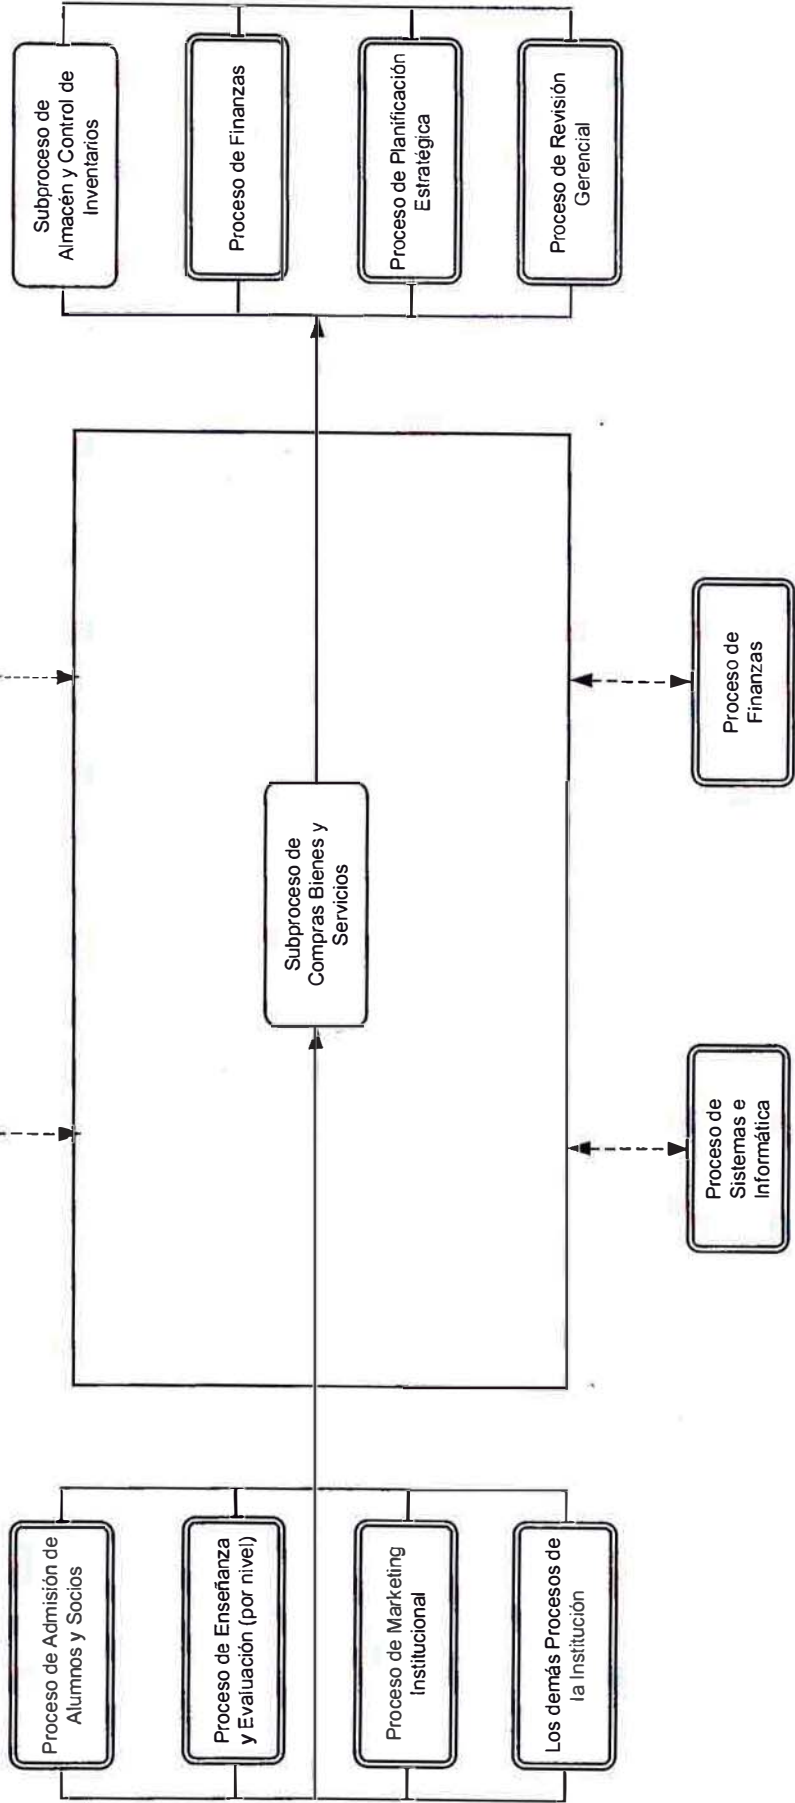 Proceso de Admisión de
Alumnos y Socios
Proceso de Enseñanza
y Evaluación (por nivel)
Proceso de Marketing
Institucional
Los demás Procesos de
la Institución
Subproceso de
Compras Bienes y
Servicios
Proceso de
Sistemas e
Informática
Proceso de
Finanzas
Subproceso de
Almacén y Control de
Inventarios
Proceso de Finanzas
Proceso de Planificación
Estratégica
Proceso de Revisión
Gerencial